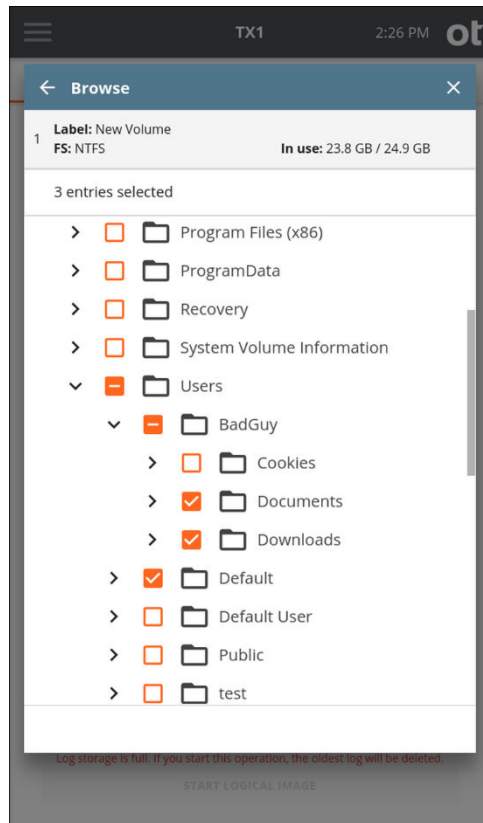 TX1
2:26 PM
ot
Browse
1
Label: New Volume
FS: NTFS
In use: 23.8 GB / 24.9 GB
3 entries selected
Program Files (x86)
ProgramData
Recovery
System Volume Information
Users
BadGuy
Cookies
Documents
Downloads
Default
Default User
Public
test
Log storage is full. If you start this operation, the oldest log will be deleted.
START LOGICAL IMAGE